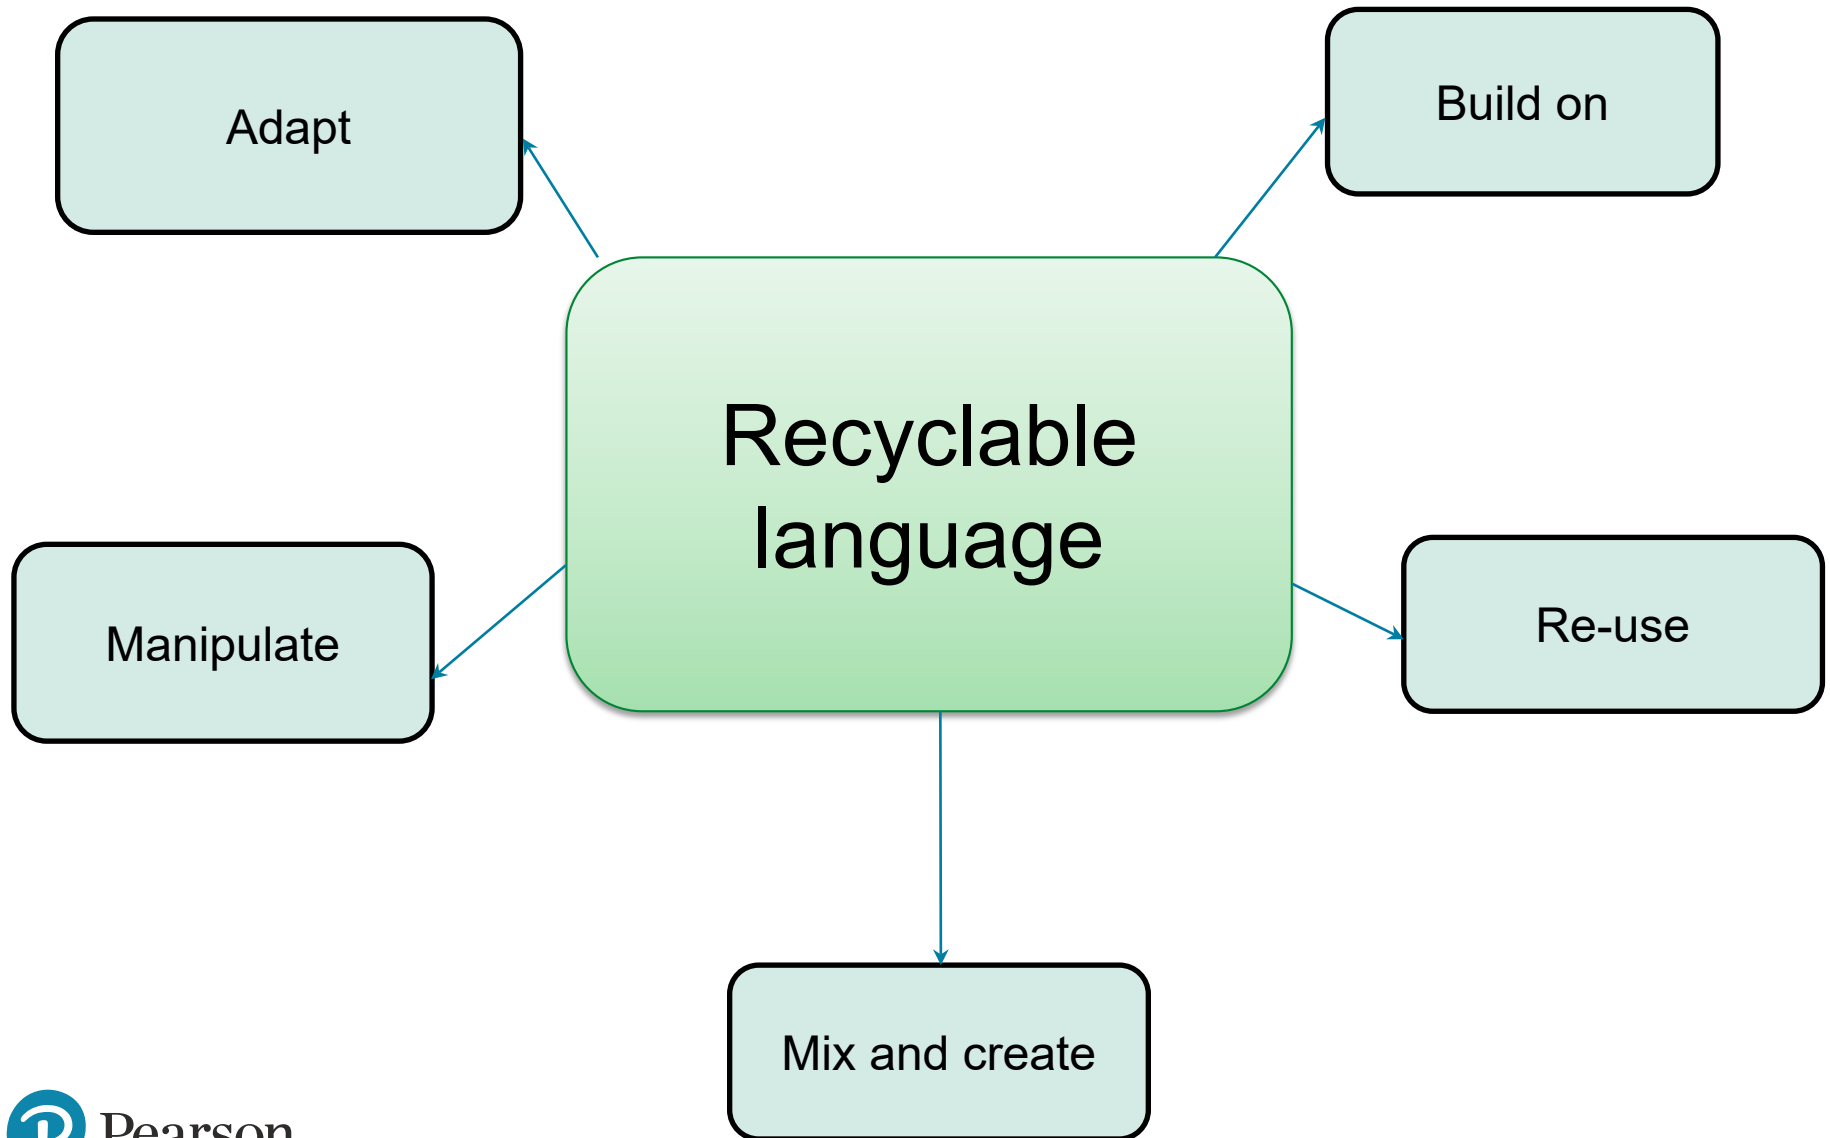 Adapt
Build on
Recyclable
language
Manipulate
Re-use
Mix and create
Pearson